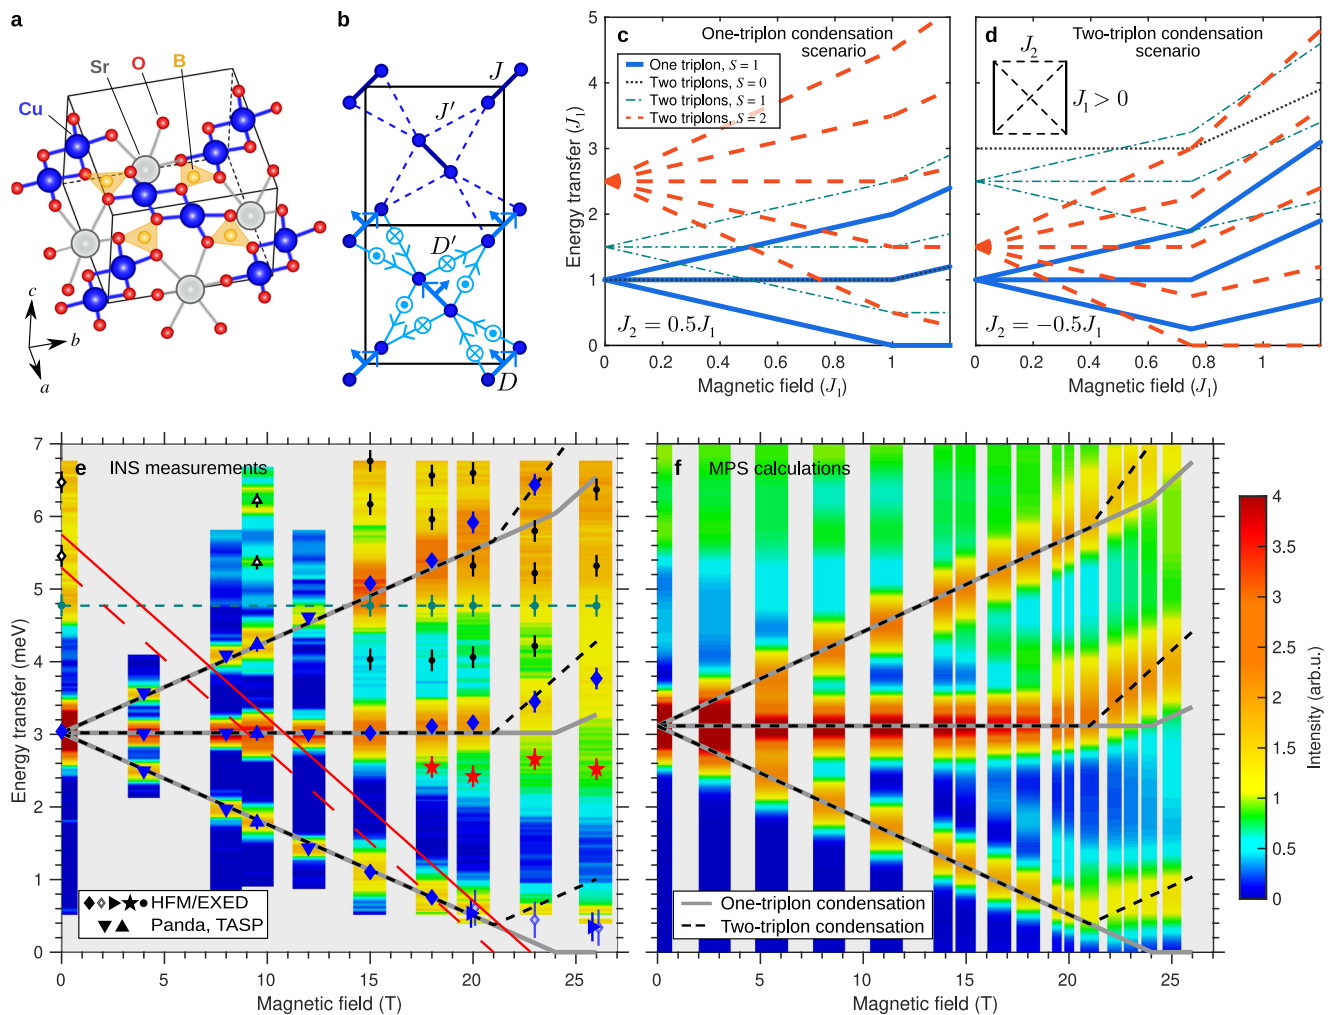 a
Sr
O
B
Cu
c
b
a
b
J
J′
D′
D
c
One-triplon condensation
scenario
One triplon, S = 1
Two triplons, S = 0
Two triplons, S = 1
Two triplons, S = 2
J₂ = 0.5J₁
Energy transfer (J₁)
5
4
3
2
1
0
0
0.2
0.4
0.6
0.8
1
Magnetic field (J₁)
d
Two-triplon condensation
scenario
J₂
J₁ > 0
J₂ = −0.5J₁
0
0.2
0.4
0.6
0.8
1
Magnetic field (J₁)
e
INS measurements
Energy transfer (meV)
7
6
5
4
3
2
1
0
HFM/EXED
Panda, TASP
0
5
10
15
20
25
Magnetic field (T)
f
MPS calculations
One-triplon condensation
Two-triplon condensation
0
5
10
15
20
25
Magnetic field (T)
4
3.5
3
2.5
2
1.5
1
0.5
0
Intensity (arb.u.)